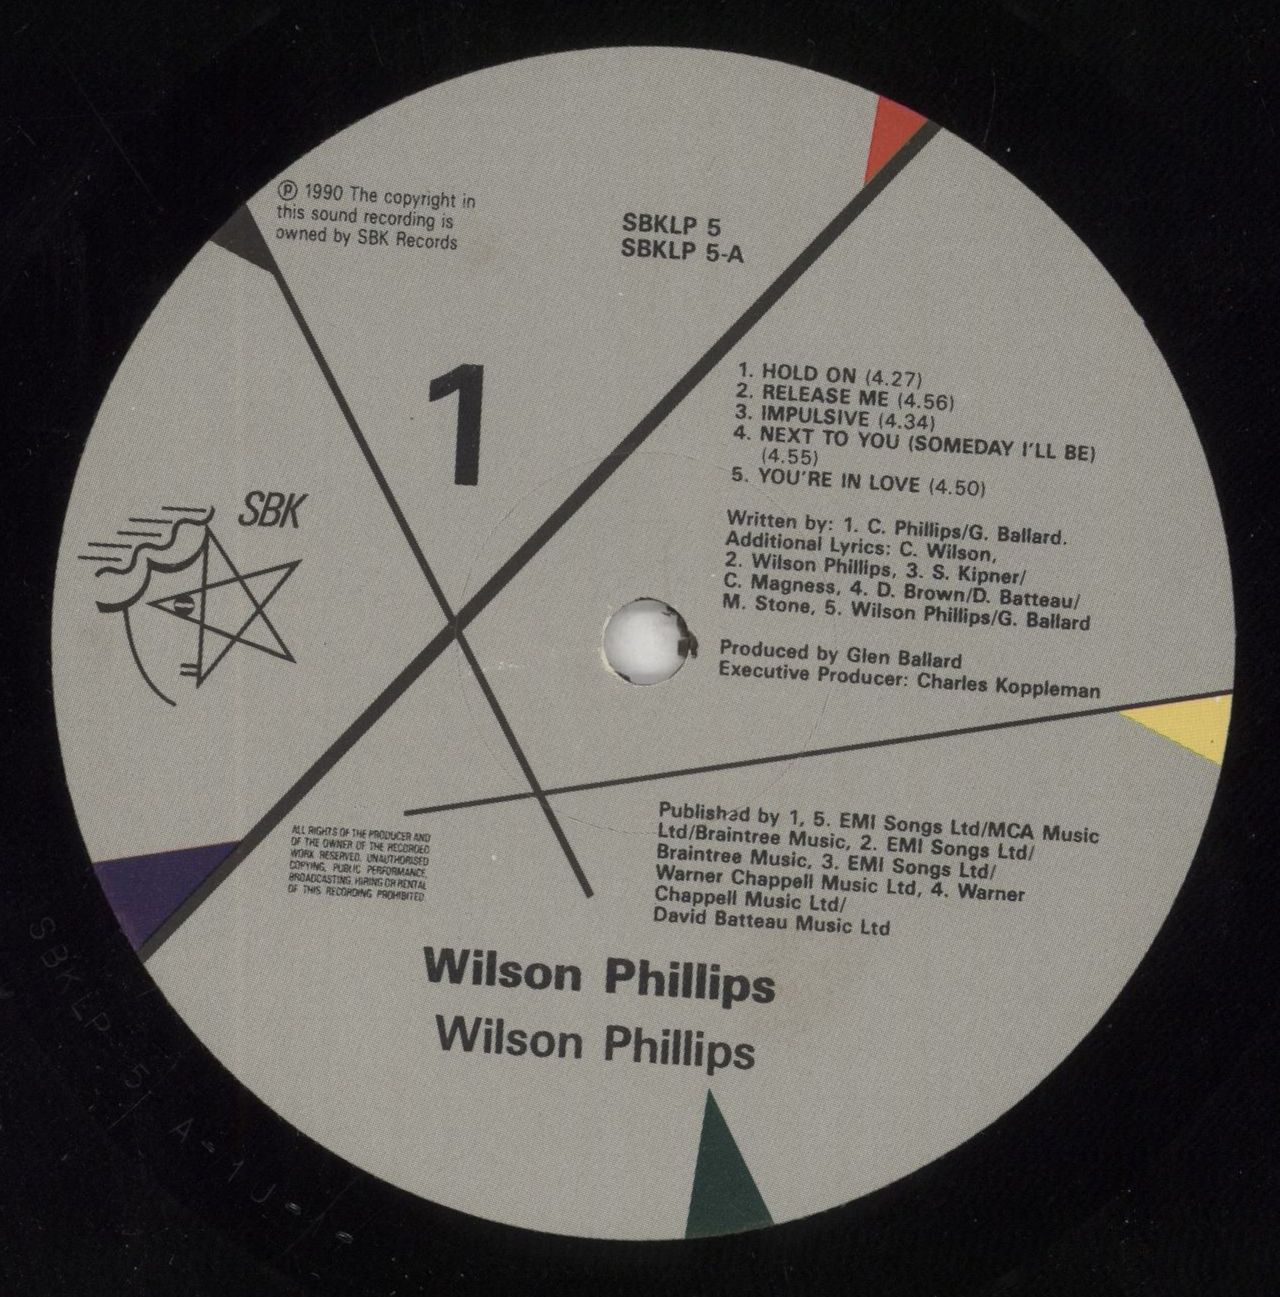 ℗ 1990 The copyright in
this sound recording is
owned by SBK Records
SBKLP 5
SBKLP 5-A
1
SBK
1. HOLD ON (4.27)
2. RELEASE ME (4.56)
3. IMPULSIVE (4.34)
4. NEXT TO YOU (SOMEDAY I'LL BE)
(4.55)
5. YOU'RE IN LOVE (4.50)
Written by: 1. C. Phillips/G. Ballard.
Additional Lyrics: C. Wilson,
2. Wilson Phillips, 3. S. Kipner/
C. Magness, 4. D. Brown/D. Batteau/
M. Stone, 5. Wilson Phillips/G. Ballard
Produced by Glen Ballard
Executive Producer: Charles Koppleman
ALL RIGHTS OF THE PRODUCER AND
OF THE OWNER OF THE RECORDED
WORK RESERVED. UNAUTHORISED
COPYING, PUBLIC PERFORMANCE,
BROADCASTING, HIRING OR RENTAL
OF THIS RECORDING PROHIBITED.
Published by 1, 5. EMI Songs Ltd/MCA Music
Ltd/Braintree Music, 2. EMI Songs Ltd/
Braintree Music, 3. EMI Songs Ltd/
Warner Chappell Music Ltd, 4. Warner
Chappell Music Ltd/
David Batteau Music Ltd
Wilson Phillips
Wilson Phillips
SBKLP 5 A-1U-